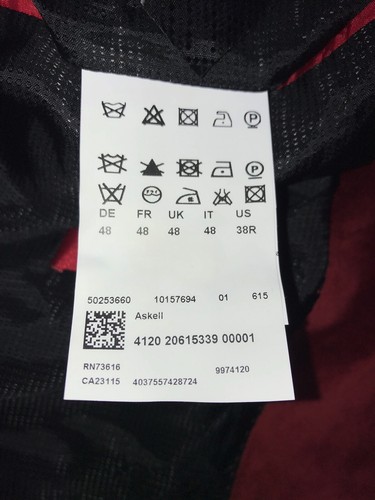 P
P
DE FR UK IT US
48 48 48 48 38R
50253660 10157694 01 615
Askell
4120 20615339 00001
RN73616 9974120
CA23115 4037557428724